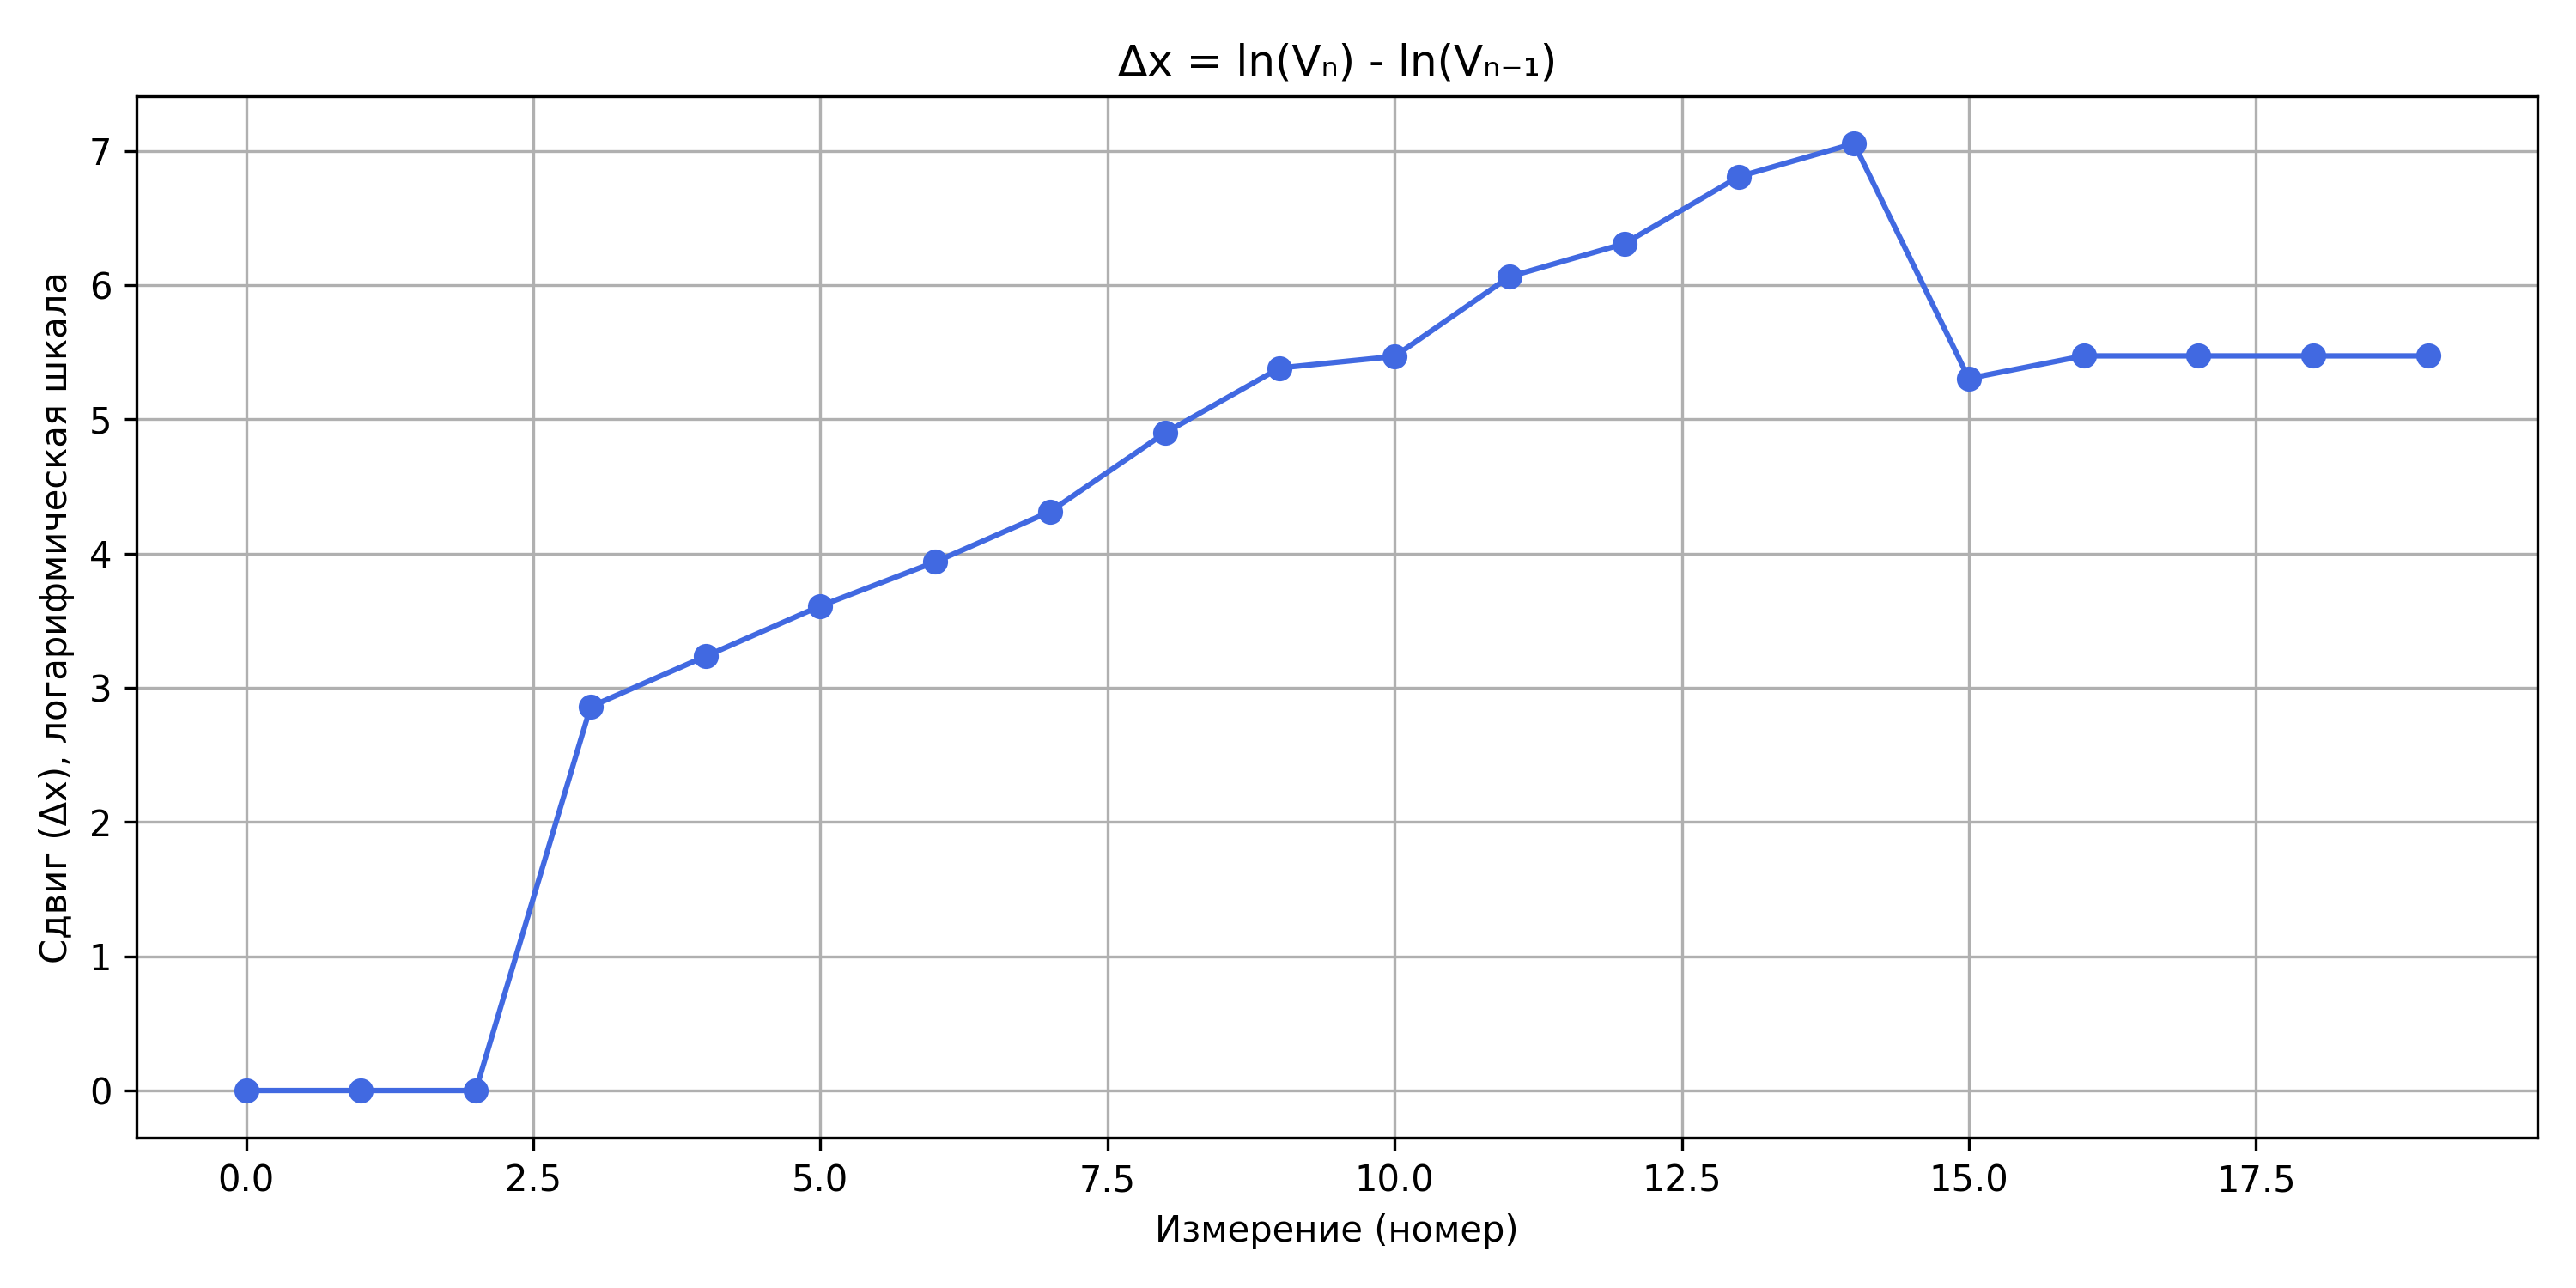 Δx = ln(Vₙ) - ln(Vₙ₋₁)
Сдвиг (Δx), логарифмическая шкала
7
6
5
4
3
2
1
0
0.0 2.5 5.0 7.5 10.0 12.5 15.0 17.5
Измерение (номер)